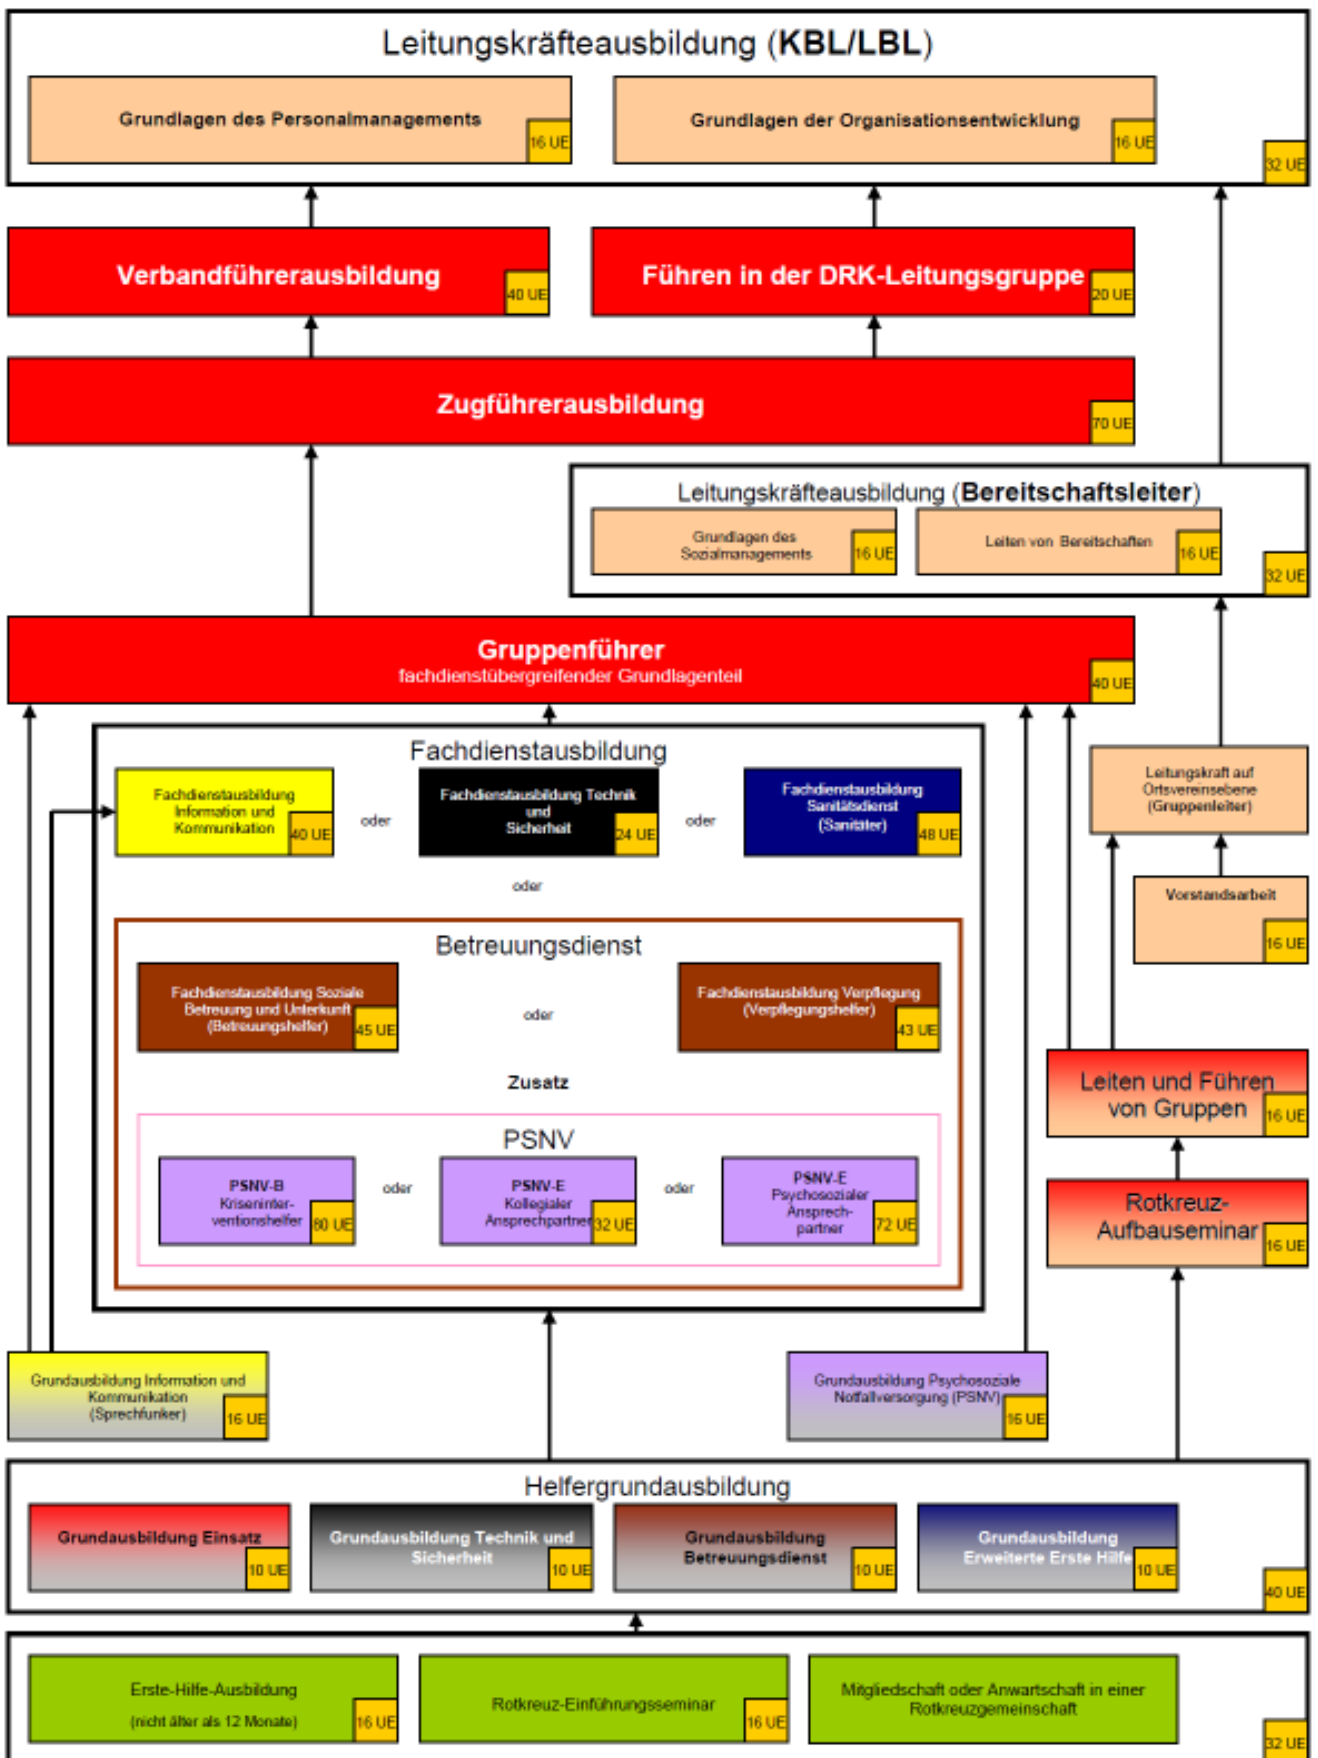 Leitungskräfteausbildung (KBL/LBL)
Grundlagen des Personalmanagements
16 UE
Grundlagen der Organisationsentwicklung
16 UE
32 UE
Verbandführerausbildung
40 UE
Führen in der DRK-Leitungsgruppe
20 UE
Zugführerausbildung
70 UE
Leitungskräfteausbildung (Bereitschaftsleiter)
Grundlagen des
Sozialmanagements
16 UE
Leiten von Bereitschaften
16 UE
32 UE
Gruppenführer
fachdienstübergreifender Grundlagenteil
40 UE
Fachdienstausbildung
Fachdienstausbildung
Information und
Kommunikation
40 UE
oder
Fachdienstausbildung Technik
und
Sicherheit
24 UE
oder
Fachdienstausbildung
Sanitätsdienst
(Sanitäter)
48 UE
Leitungskraft auf
Ortsvereinsebene
(Gruppenleiter)
oder
Vorstandsarbeit
16 UE
Betreuungsdienst
Fachdienstausbildung Soziale
Betreuung und Unterkunft
(Betreuungshelfer)
45 UE
oder
Fachdienstausbildung Verpflegung
(Verpflegungshelfer)
43 UE
Zusatz
Leiten und Führen
von Gruppen
16 UE
PSNV
PSNV-B
Kriseninter-
ventionshelfer
80 UE
oder
PSNV-E
Kollegialer
Ansprechpartner
32 UE
oder
PSNV-E
Psychosozialer
Ansprech-
partner
72 UE
Rotkreuz-
Aufbauseminar
16 UE
Grundausbildung Information und
Kommunikation
(Sprechfunker)
16 UE
Grundausbildung Psychosoziale
Notfallversorgung (PSNV)
16 UE
Helfergrundausbildung
Grundausbildung Einsatz
10 UE
Grundausbildung Technik und
Sicherheit
10 UE
Grundausbildung
Betreuungsdienst
10 UE
Grundausbildung
Erweiterte Erste Hilfe
10 UE
40 UE
Erste-Hilfe-Ausbildung
(nicht älter als 12 Monate)
16 UE
Rotkreuz-Einführungsseminar
16 UE
Mitgliedschaft oder Anwartschaft in einer
Rotkreuzgemeinschaft
32 UE